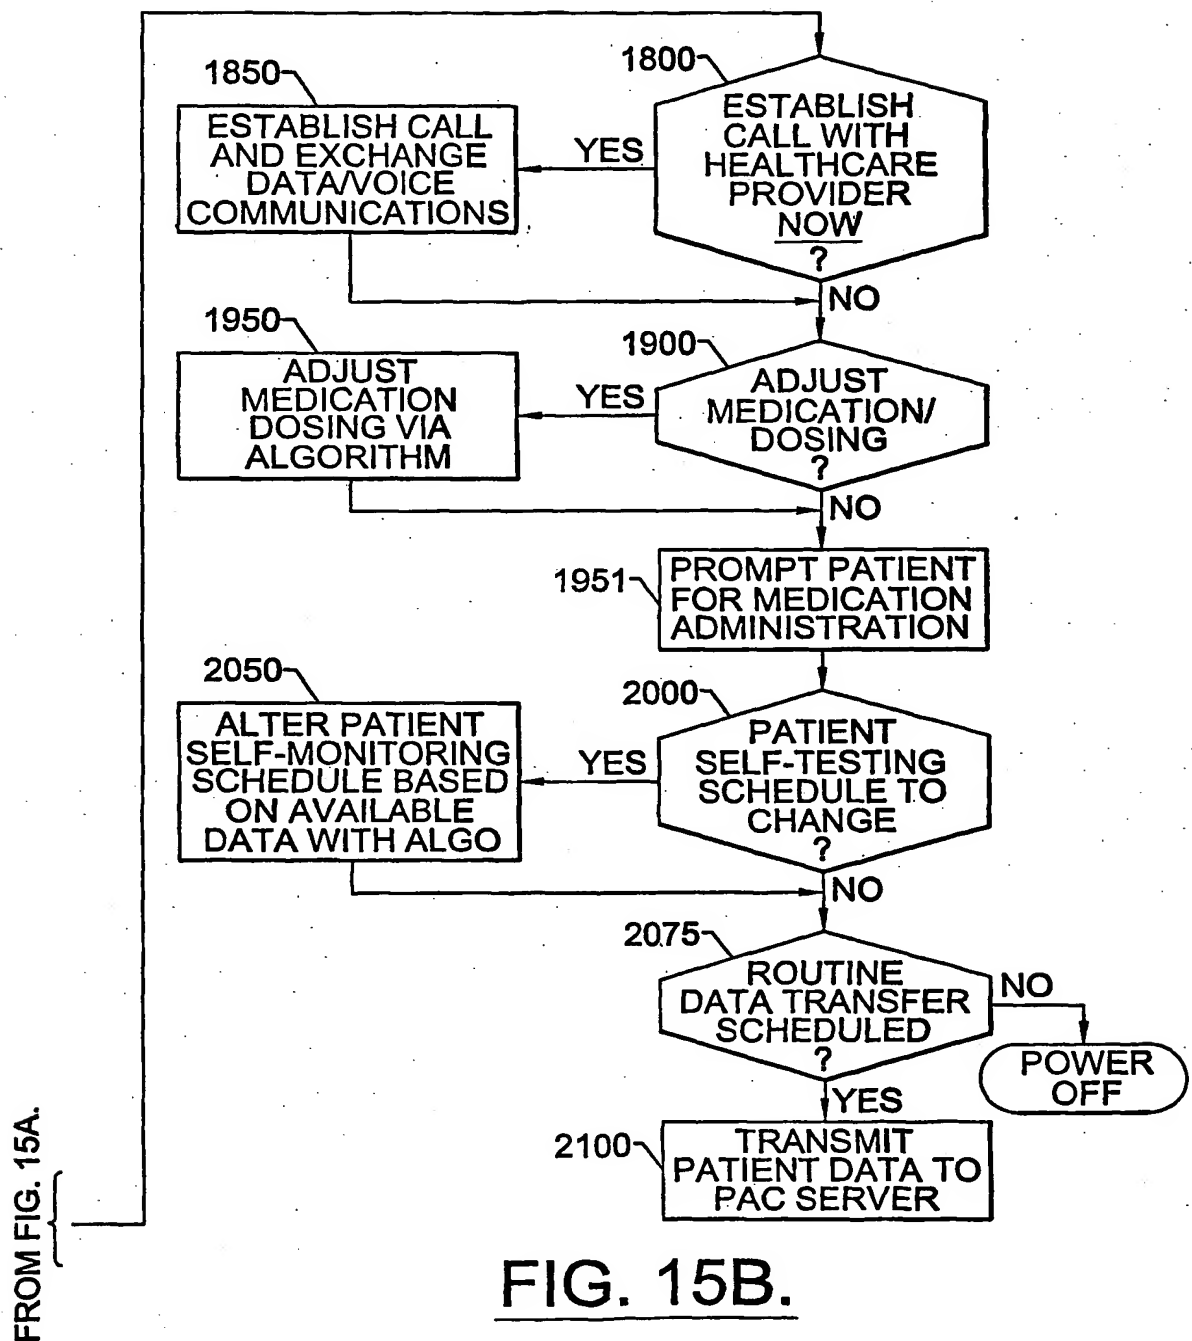 1800
ESTABLISH
CALL WITH
HEALTHCARE
PROVIDER
NOW
?
YES
1850
ESTABLISH CALL
AND EXCHANGE
DATA/VOICE
COMMUNICATIONS
NO
1900
ADJUST
MEDICATION/
DOSING
?
YES
1950
ADJUST
MEDICATION
DOSING VIA
ALGORITHM
NO
1951
PROMPT PATIENT
FOR MEDICATION
ADMINISTRATION
2000
PATIENT
SELF-TESTING
SCHEDULE TO
CHANGE
?
YES
2050
ALTER PATIENT
SELF-MONITORING
SCHEDULE BASED
ON AVAILABLE
DATA WITH ALGO
NO
2075
ROUTINE
DATA TRANSFER
SCHEDULED
?
NO
POWER
OFF
YES
2100
TRANSMIT
PATIENT DATA TO
PAC SERVER
FROM FIG. 15A.
FIG. 15B.